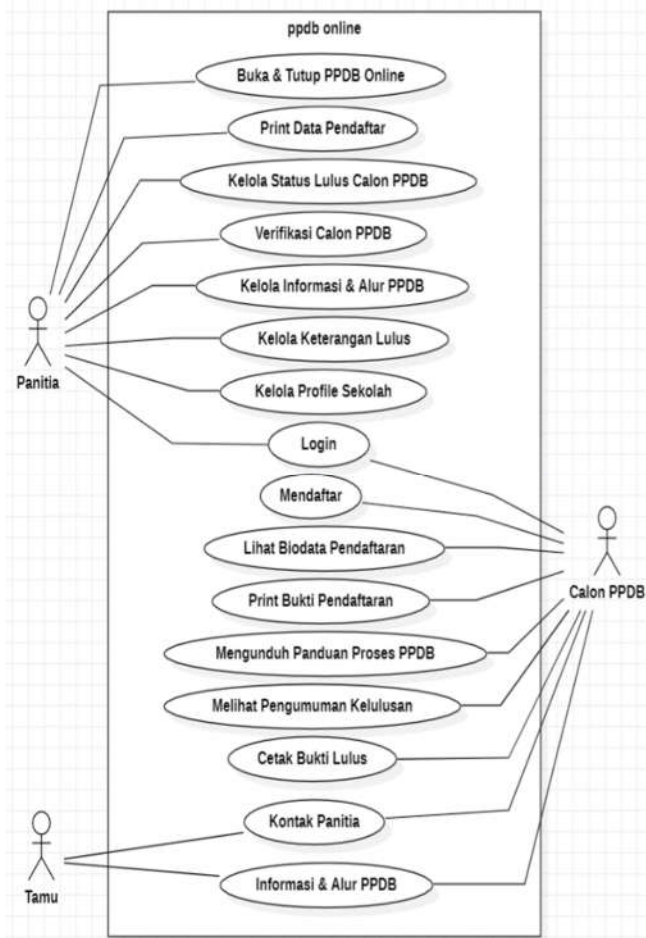 ppdb online
Buka & Tutup PPDB Online
Print Data Pendaftar
Kelola Status Lulus Calon PPDB
Verifikasi Calon PPDB
Kelola Informasi & Alur PPDB
Kelola Keterangan Lulus
Panitia
Kelola Profile Sekolah
Login
Mendaftar
Lihat Biodata Pendaftaran
Calon PPDB
Print Bukti Pendaftaran
Mengunduh Panduan Proses PPDB
Melihat Pengumuman Kelulusan
Cetak Bukti Lulus
Kontak Panitia
Informasi & Alur PPDB
Tamu